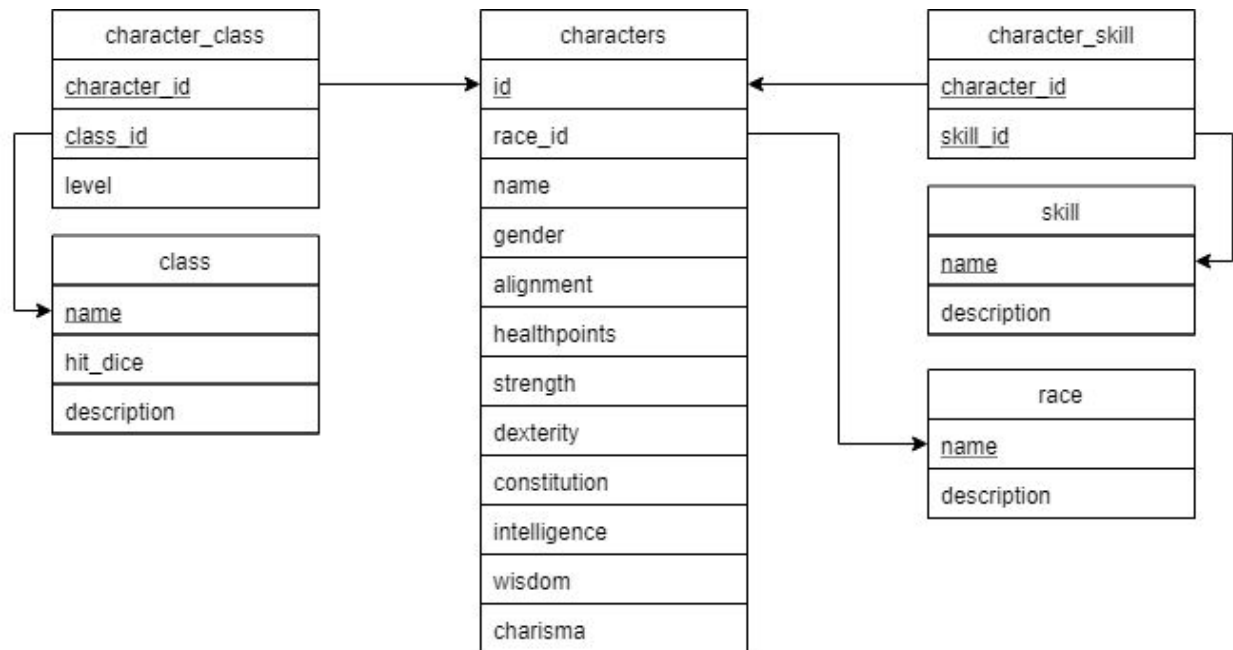 character_class
character_id
class_id
level
class
name
hit_dice
description
characters
id
race_id
name
gender
alignment
healthpoints
strength
dexterity
constitution
intelligence
wisdom
charisma
character_skill
character_id
skill_id
skill
name
description
race
name
description